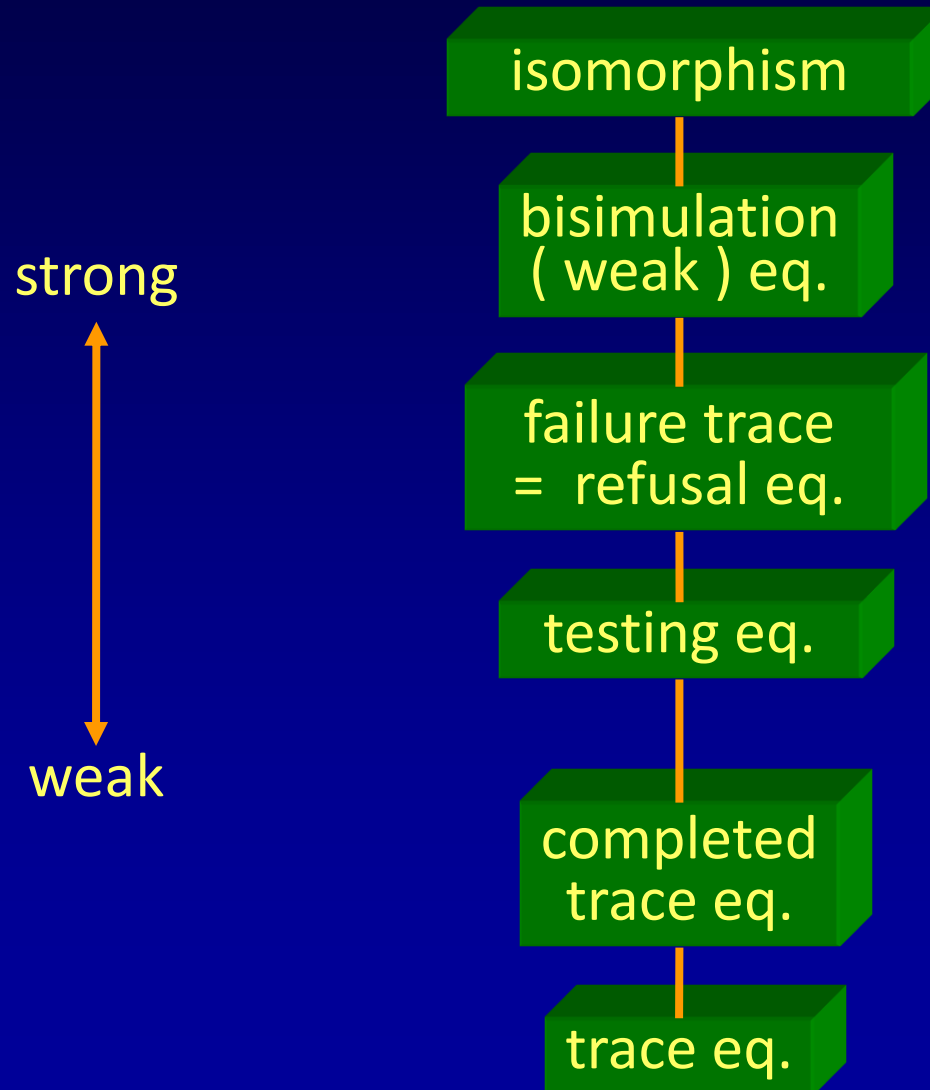 isomorphism
bisimulation
( weak ) eq.
strong
failure trace
= refusal eq.
testing eq.
weak
completed
trace eq.
trace eq.